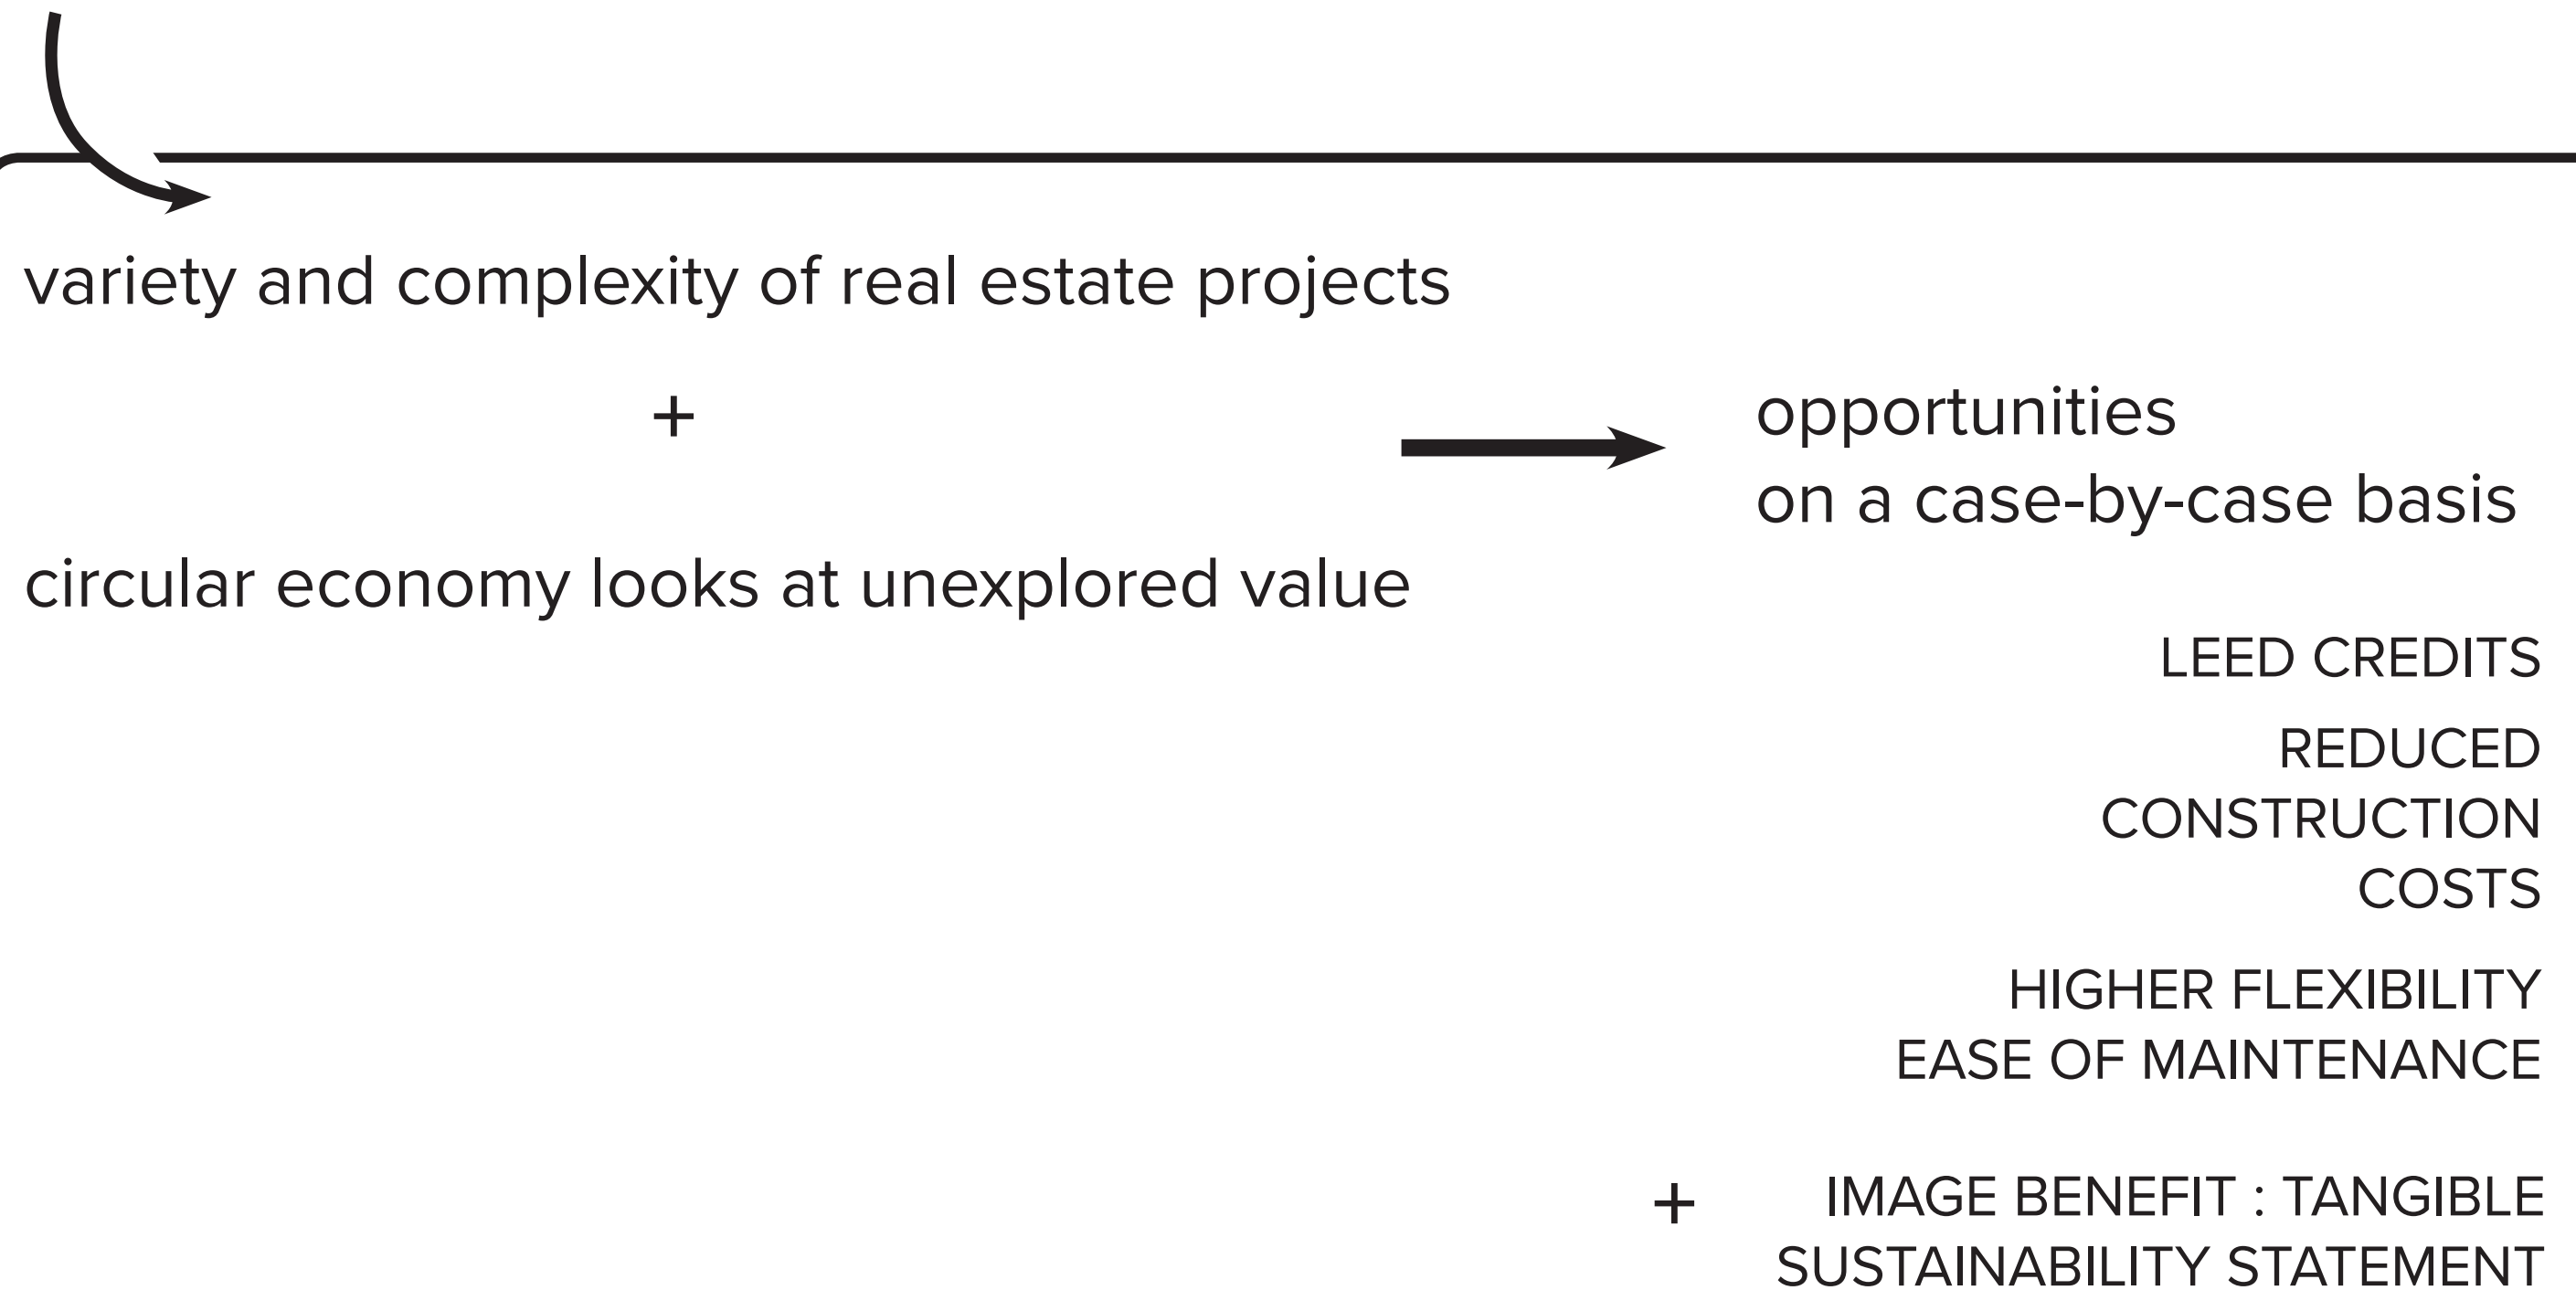 variety and complexity of real estate projects
+
circular economy looks at unexplored value
opportunities
on a case-by-case basis
LEED CREDITS
REDUCED
CONSTRUCTION
COSTS
HIGHER FLEXIBILITY
EASE OF MAINTENANCE
+ IMAGE BENEFIT : TANGIBLE
SUSTAINABILITY STATEMENT